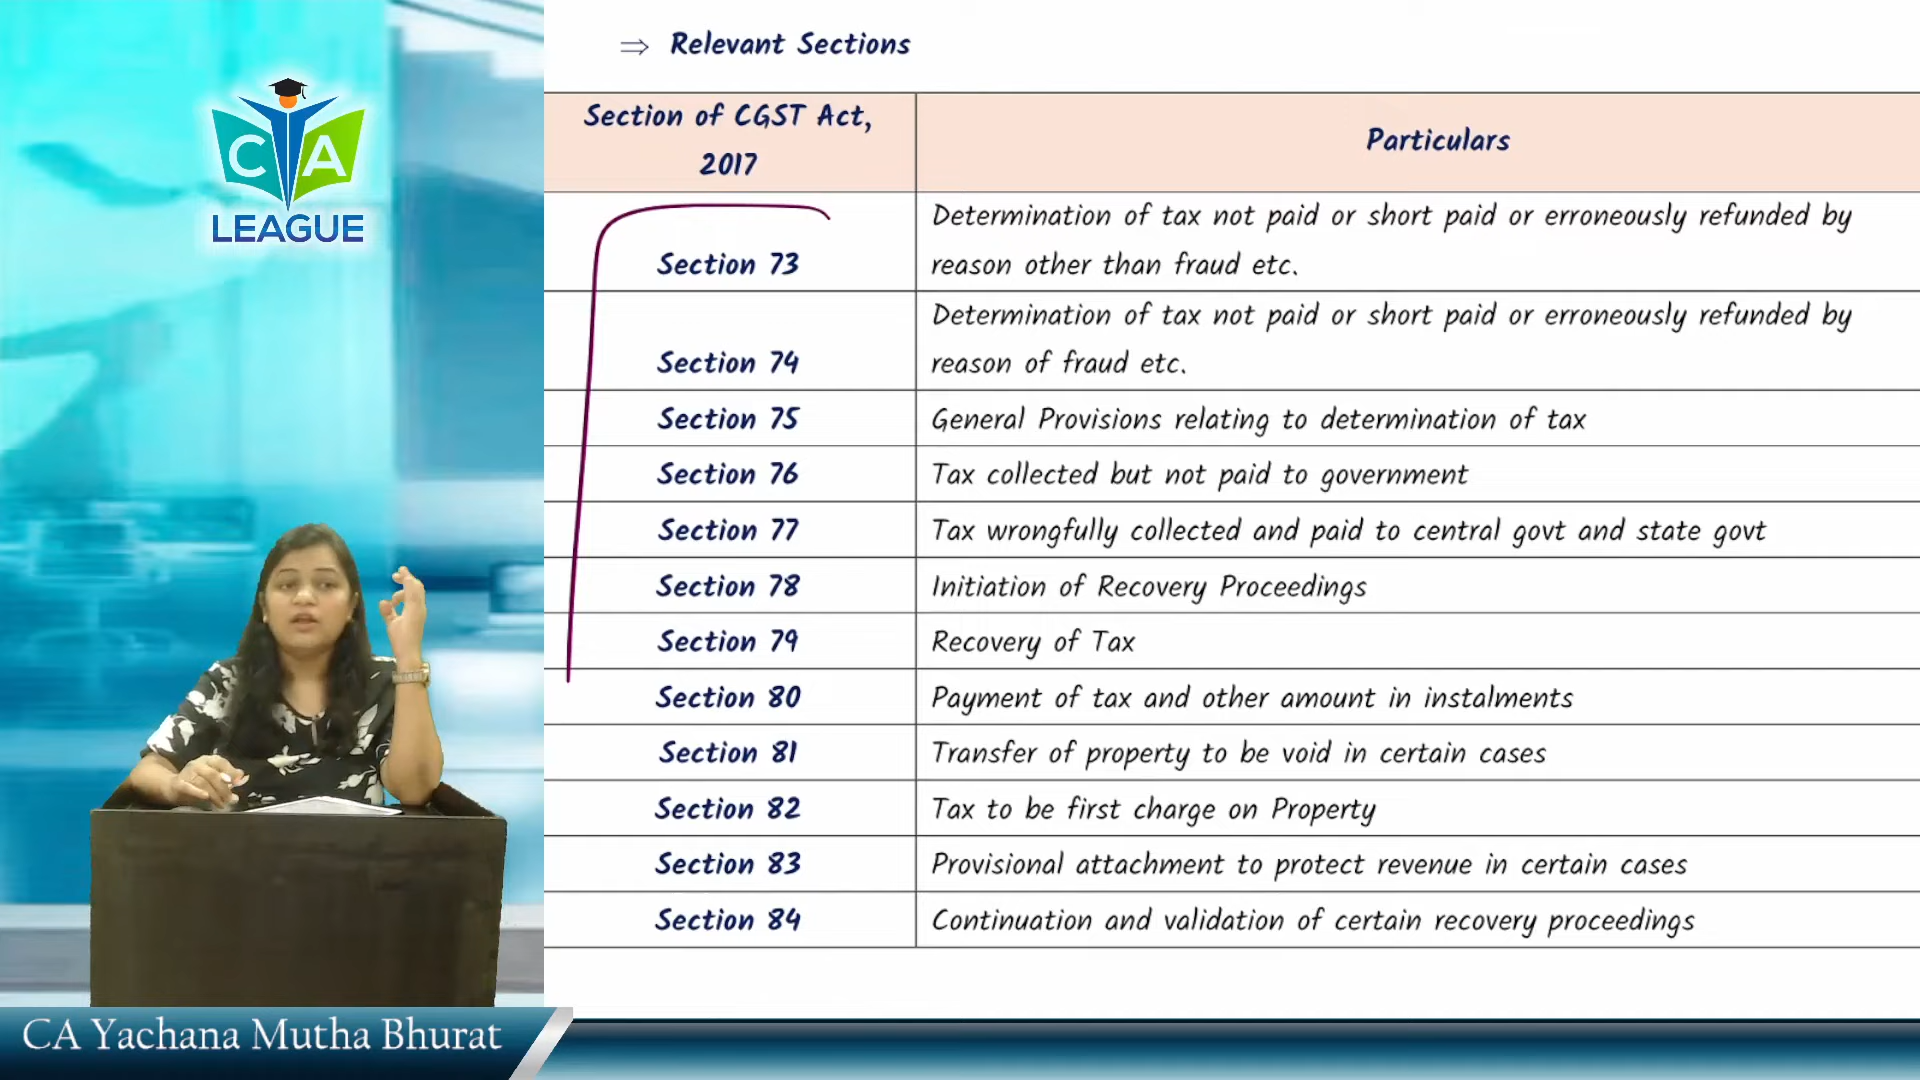 CA
LEAGUE
⇒ Relevant Sections
Section of CGST Act,
2017
Particulars
Section 73
Determination of tax not paid or short paid or erroneously refunded by
reason other than fraud etc.
Section 74
Determination of tax not paid or short paid or erroneously refunded by
reason of fraud etc.
Section 75
General Provisions relating to determination of tax
Section 76
Tax collected but not paid to government
Section 77
Tax wrongfully collected and paid to central govt and state govt
Section 78
Initiation of Recovery Proceedings
Section 79
Recovery of Tax
Section 80
Payment of tax and other amount in instalments
Section 81
Transfer of property to be void in certain cases
Section 82
Tax to be first charge on Property
Section 83
Provisional attachment to protect revenue in certain cases
Section 84
Continuation and validation of certain recovery proceedings
CA Yachana Mutha Bhurat